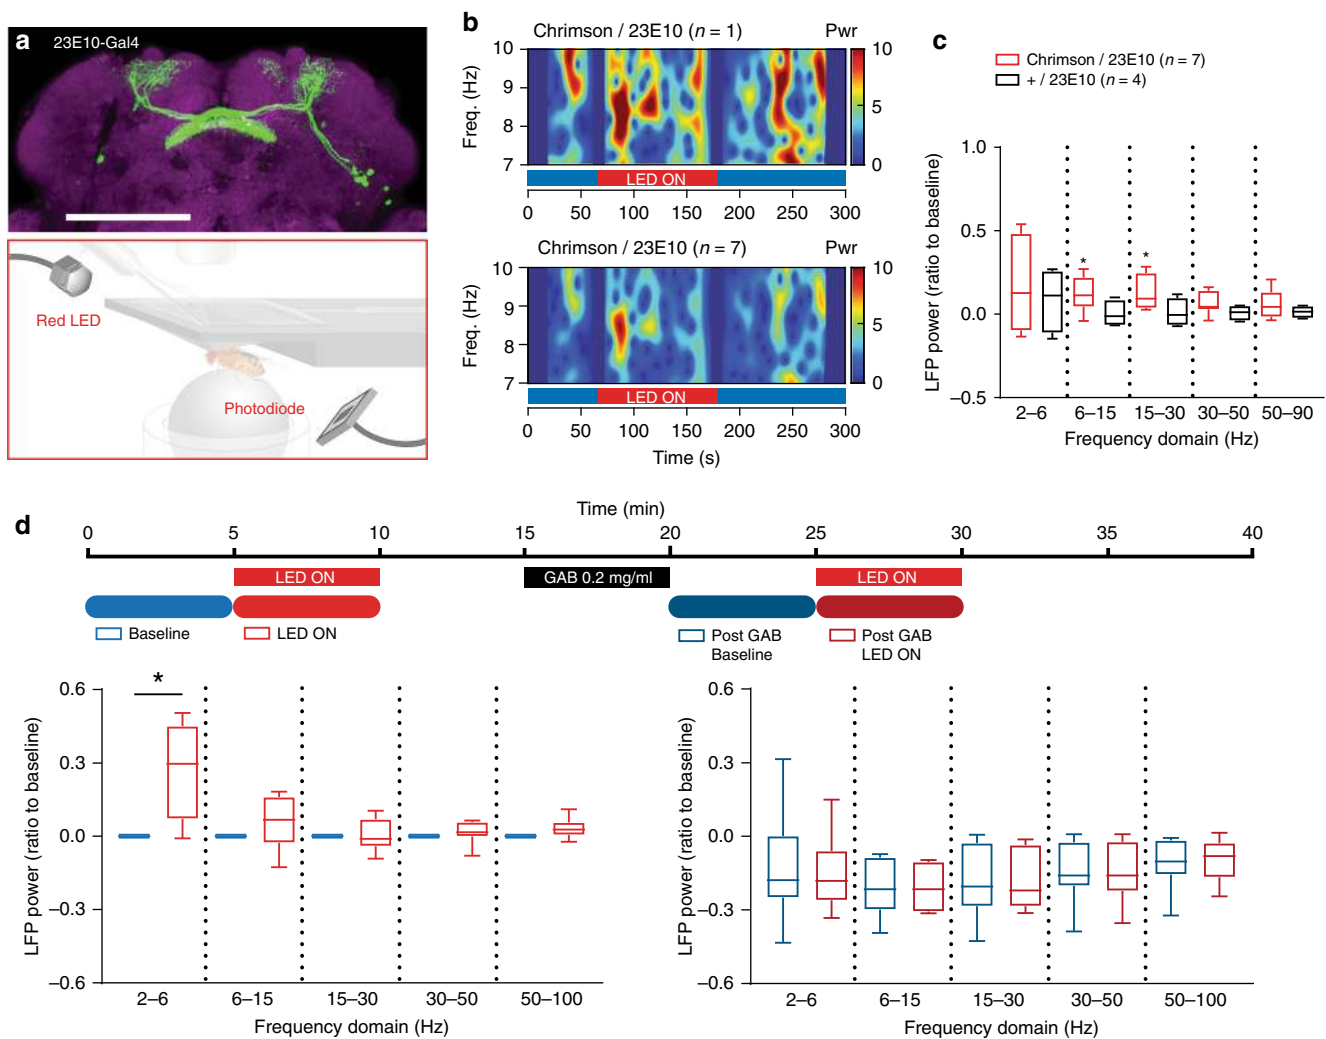 a
23E10-Gal4
Red LED
Photodiode
b
Chrimson / 23E10 (n = 1)
Pwr
Freq. (Hz)
10
9
8
7
10
5
0
LED ON
0 50 100 150 200 250 300
Chrimson / 23E10 (n = 7)
Pwr
Freq. (Hz)
10
9
8
7
10
5
0
LED ON
0 50 100 150 200 250 300
Time (s)
c
Chrimson / 23E10 (n = 7)
+ / 23E10 (n = 4)
LFP power (ratio to baseline)
1.0
0.5
0.0
–0.5
* *
2–6 6–15 15–30 30–50 50–90
Frequency domain (Hz)
d
Time (min)
0 5 10 15 20 25 30 35 40
LED ON GAB 0.2 mg/ml LED ON
Baseline LED ON
Post GAB Baseline
Post GAB LED ON
LFP power (ratio to baseline)
0.6
0.3
0.0
–0.3
–0.6
*
2–6 6–15 15–30 30–50 50–100
Frequency domain (Hz)
LFP power (ratio to baseline)
0.6
0.3
0.0
–0.3
–0.6
2–6 6–15 15–30 30–50 50–100
Frequency domain (Hz)